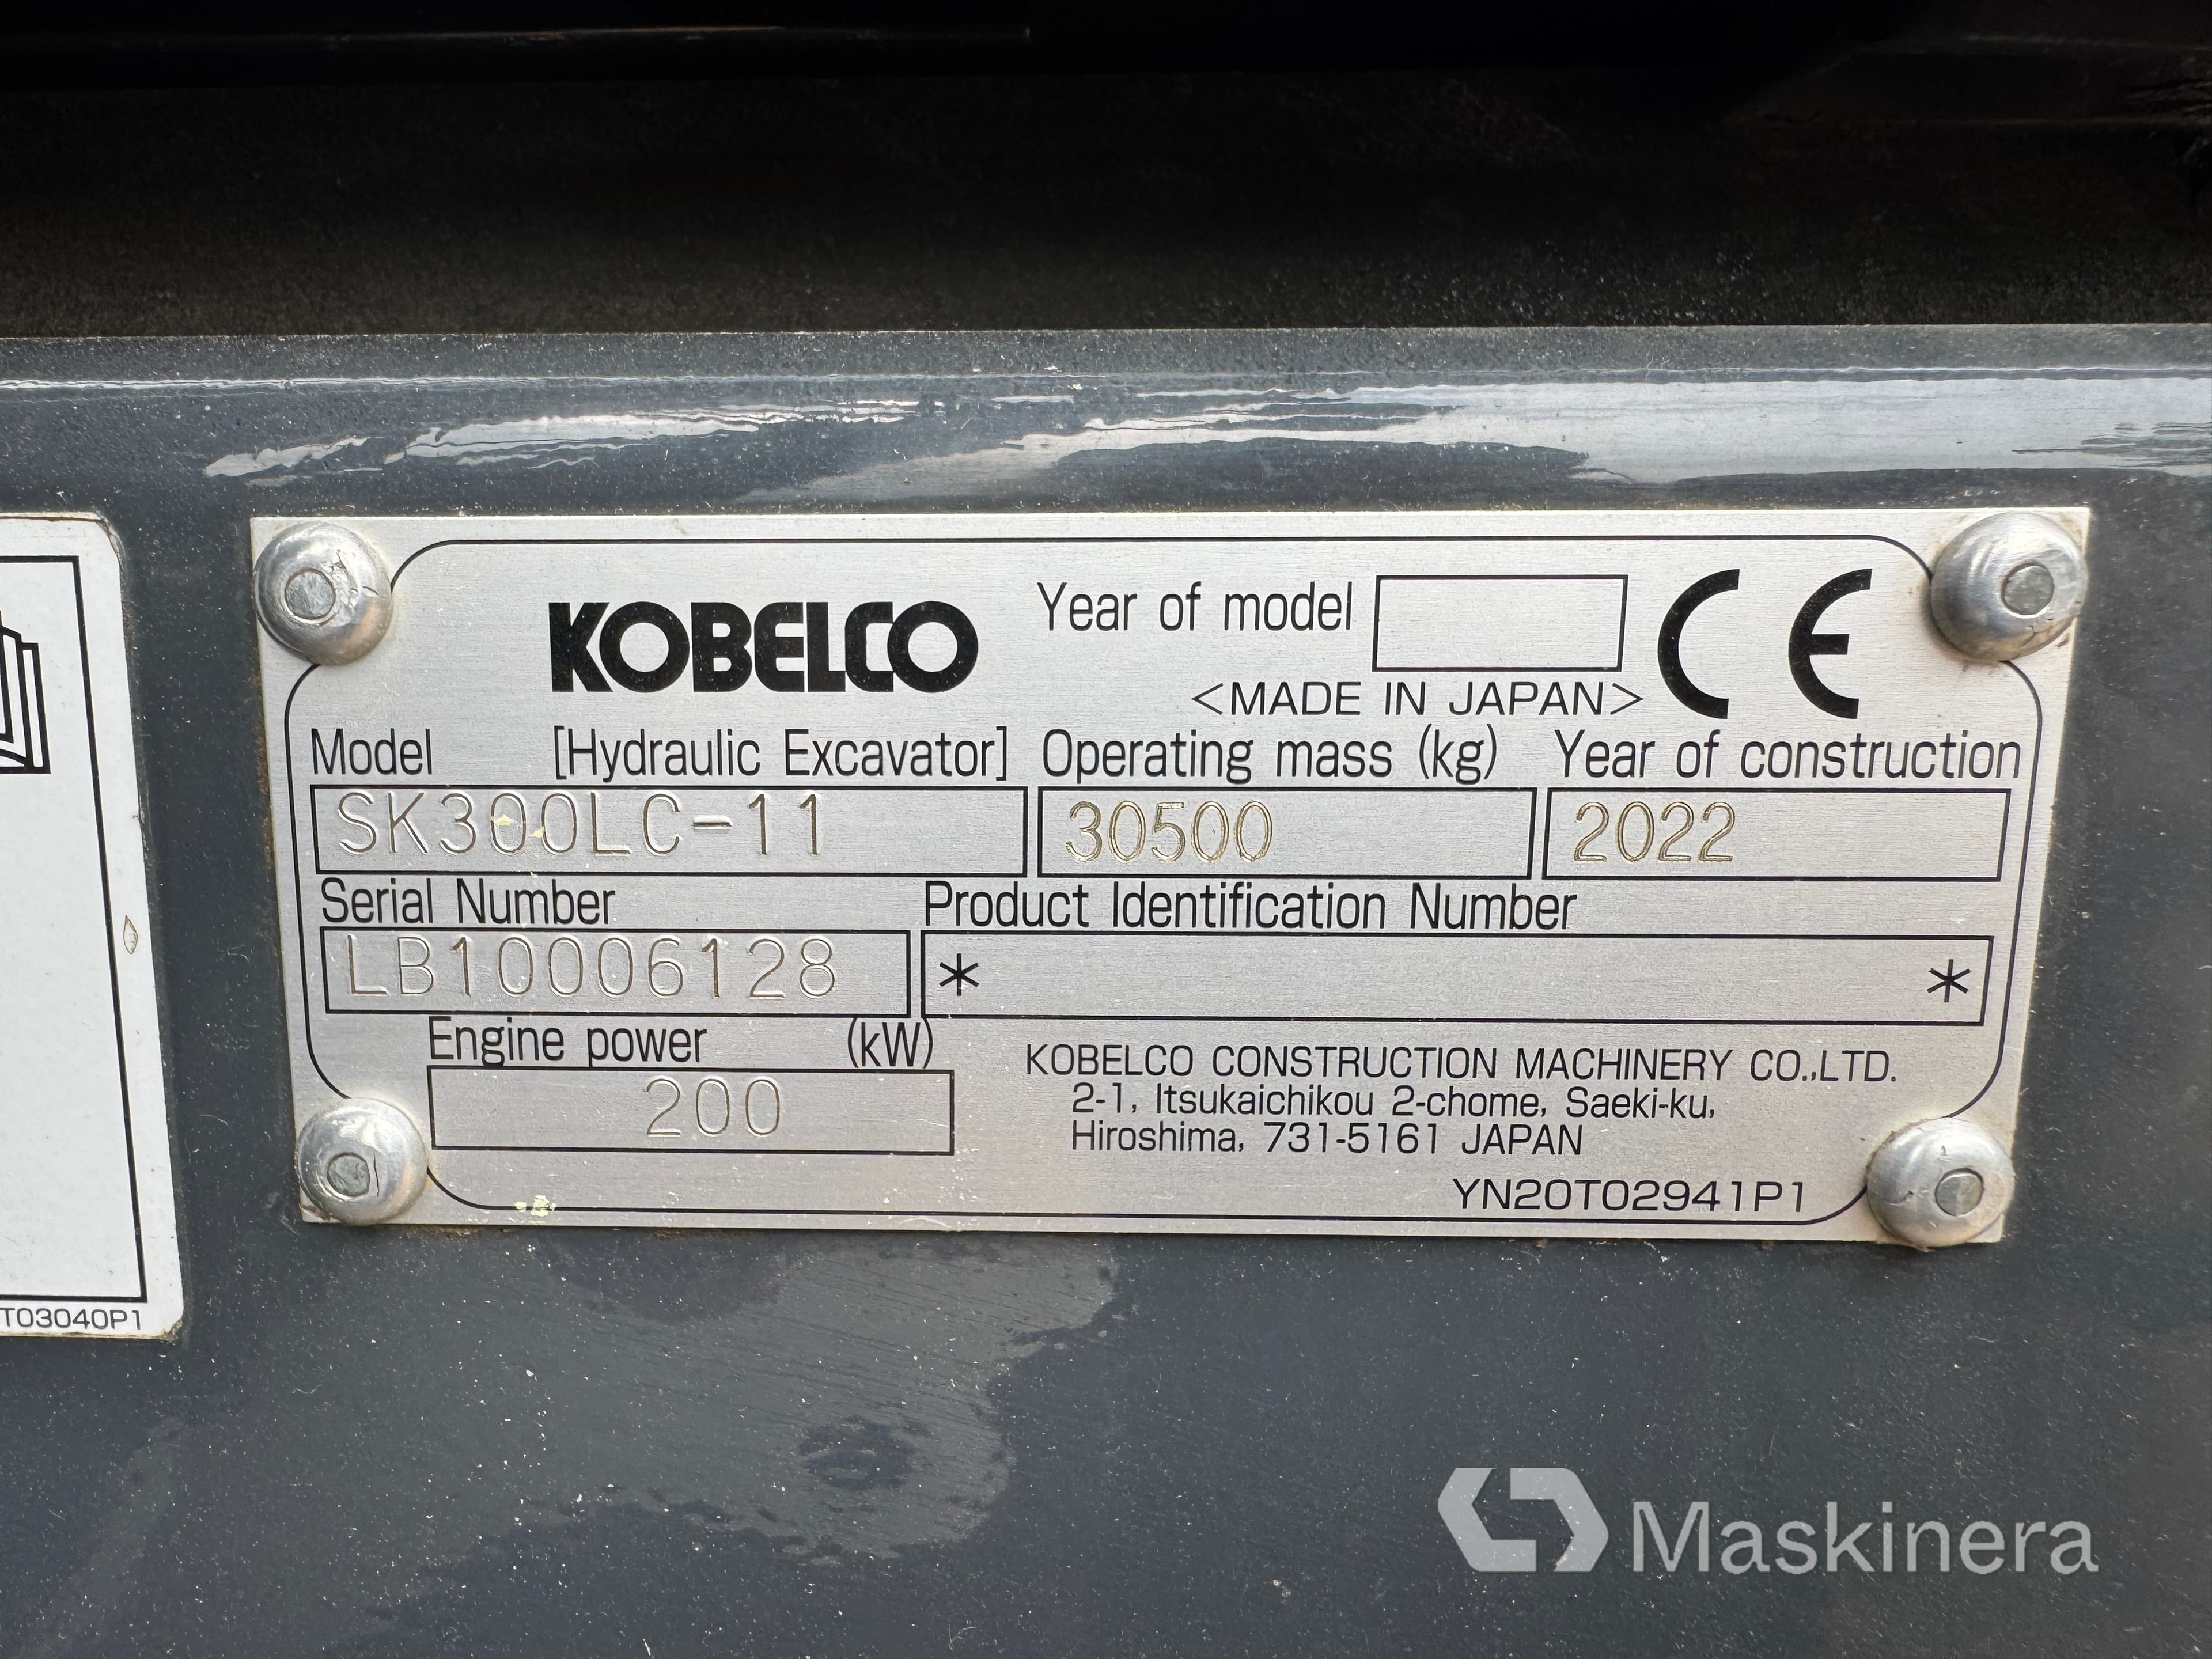 KOBELCO
Year of model
CE
<MADE IN JAPAN>
Model [Hydraulic Excavator]
SK300LC-11
Operating mass (kg)
30500
Year of construction
2022
Serial Number
LB10006128
Product Identification Number
* *
Engine power (kW)
200
KOBELCO CONSTRUCTION MACHINERY CO.,LTD.
2-1, Itsukaichikou 2-chome, Saeki-ku,
Hiroshima, 731-5161 JAPAN
YN20T02941P1
T03040P1
Maskinera